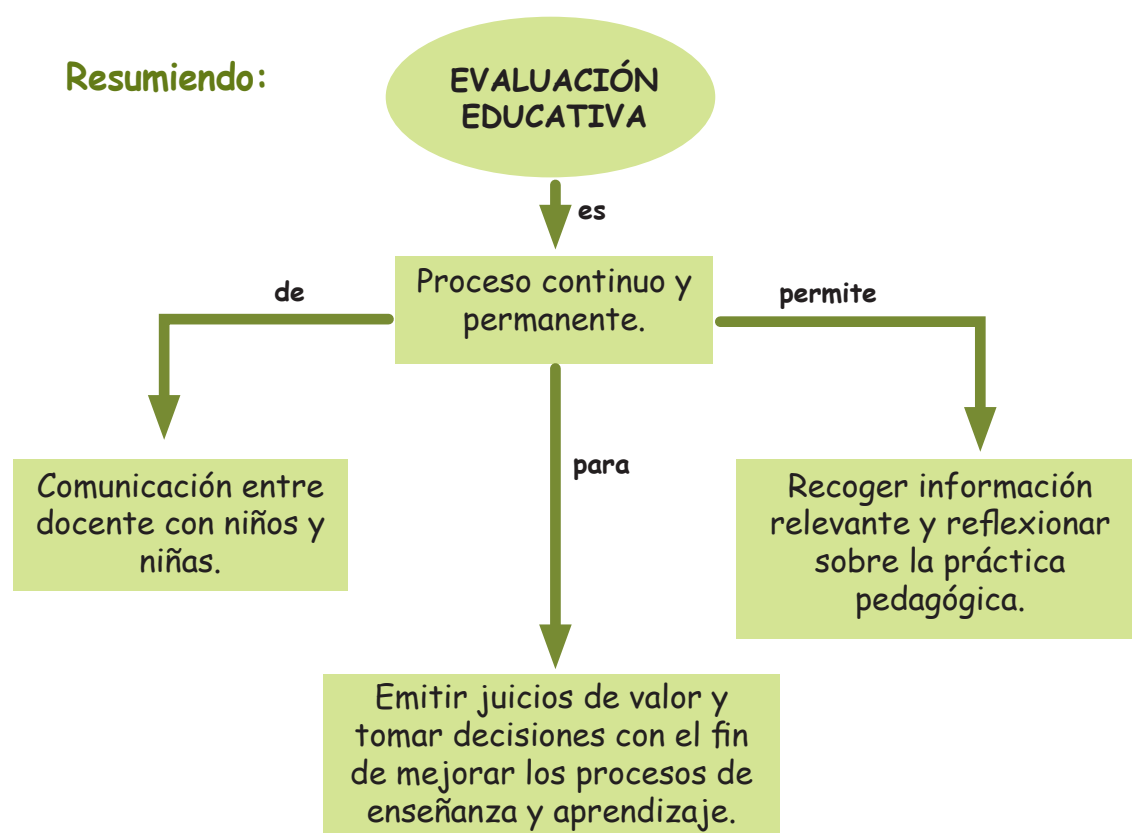 Resumiendo:
EVALUACIÓN
EDUCATIVA
es
Proceso continuo y
permanente.
de
permite
para
Comunicación entre
docente con niños y
niñas.
Recoger información
relevante y reflexionar
sobre la práctica
pedagógica.
Emitir juicios de valor y
tomar decisiones con el fin
de mejorar los procesos de
enseñanza y aprendizaje.